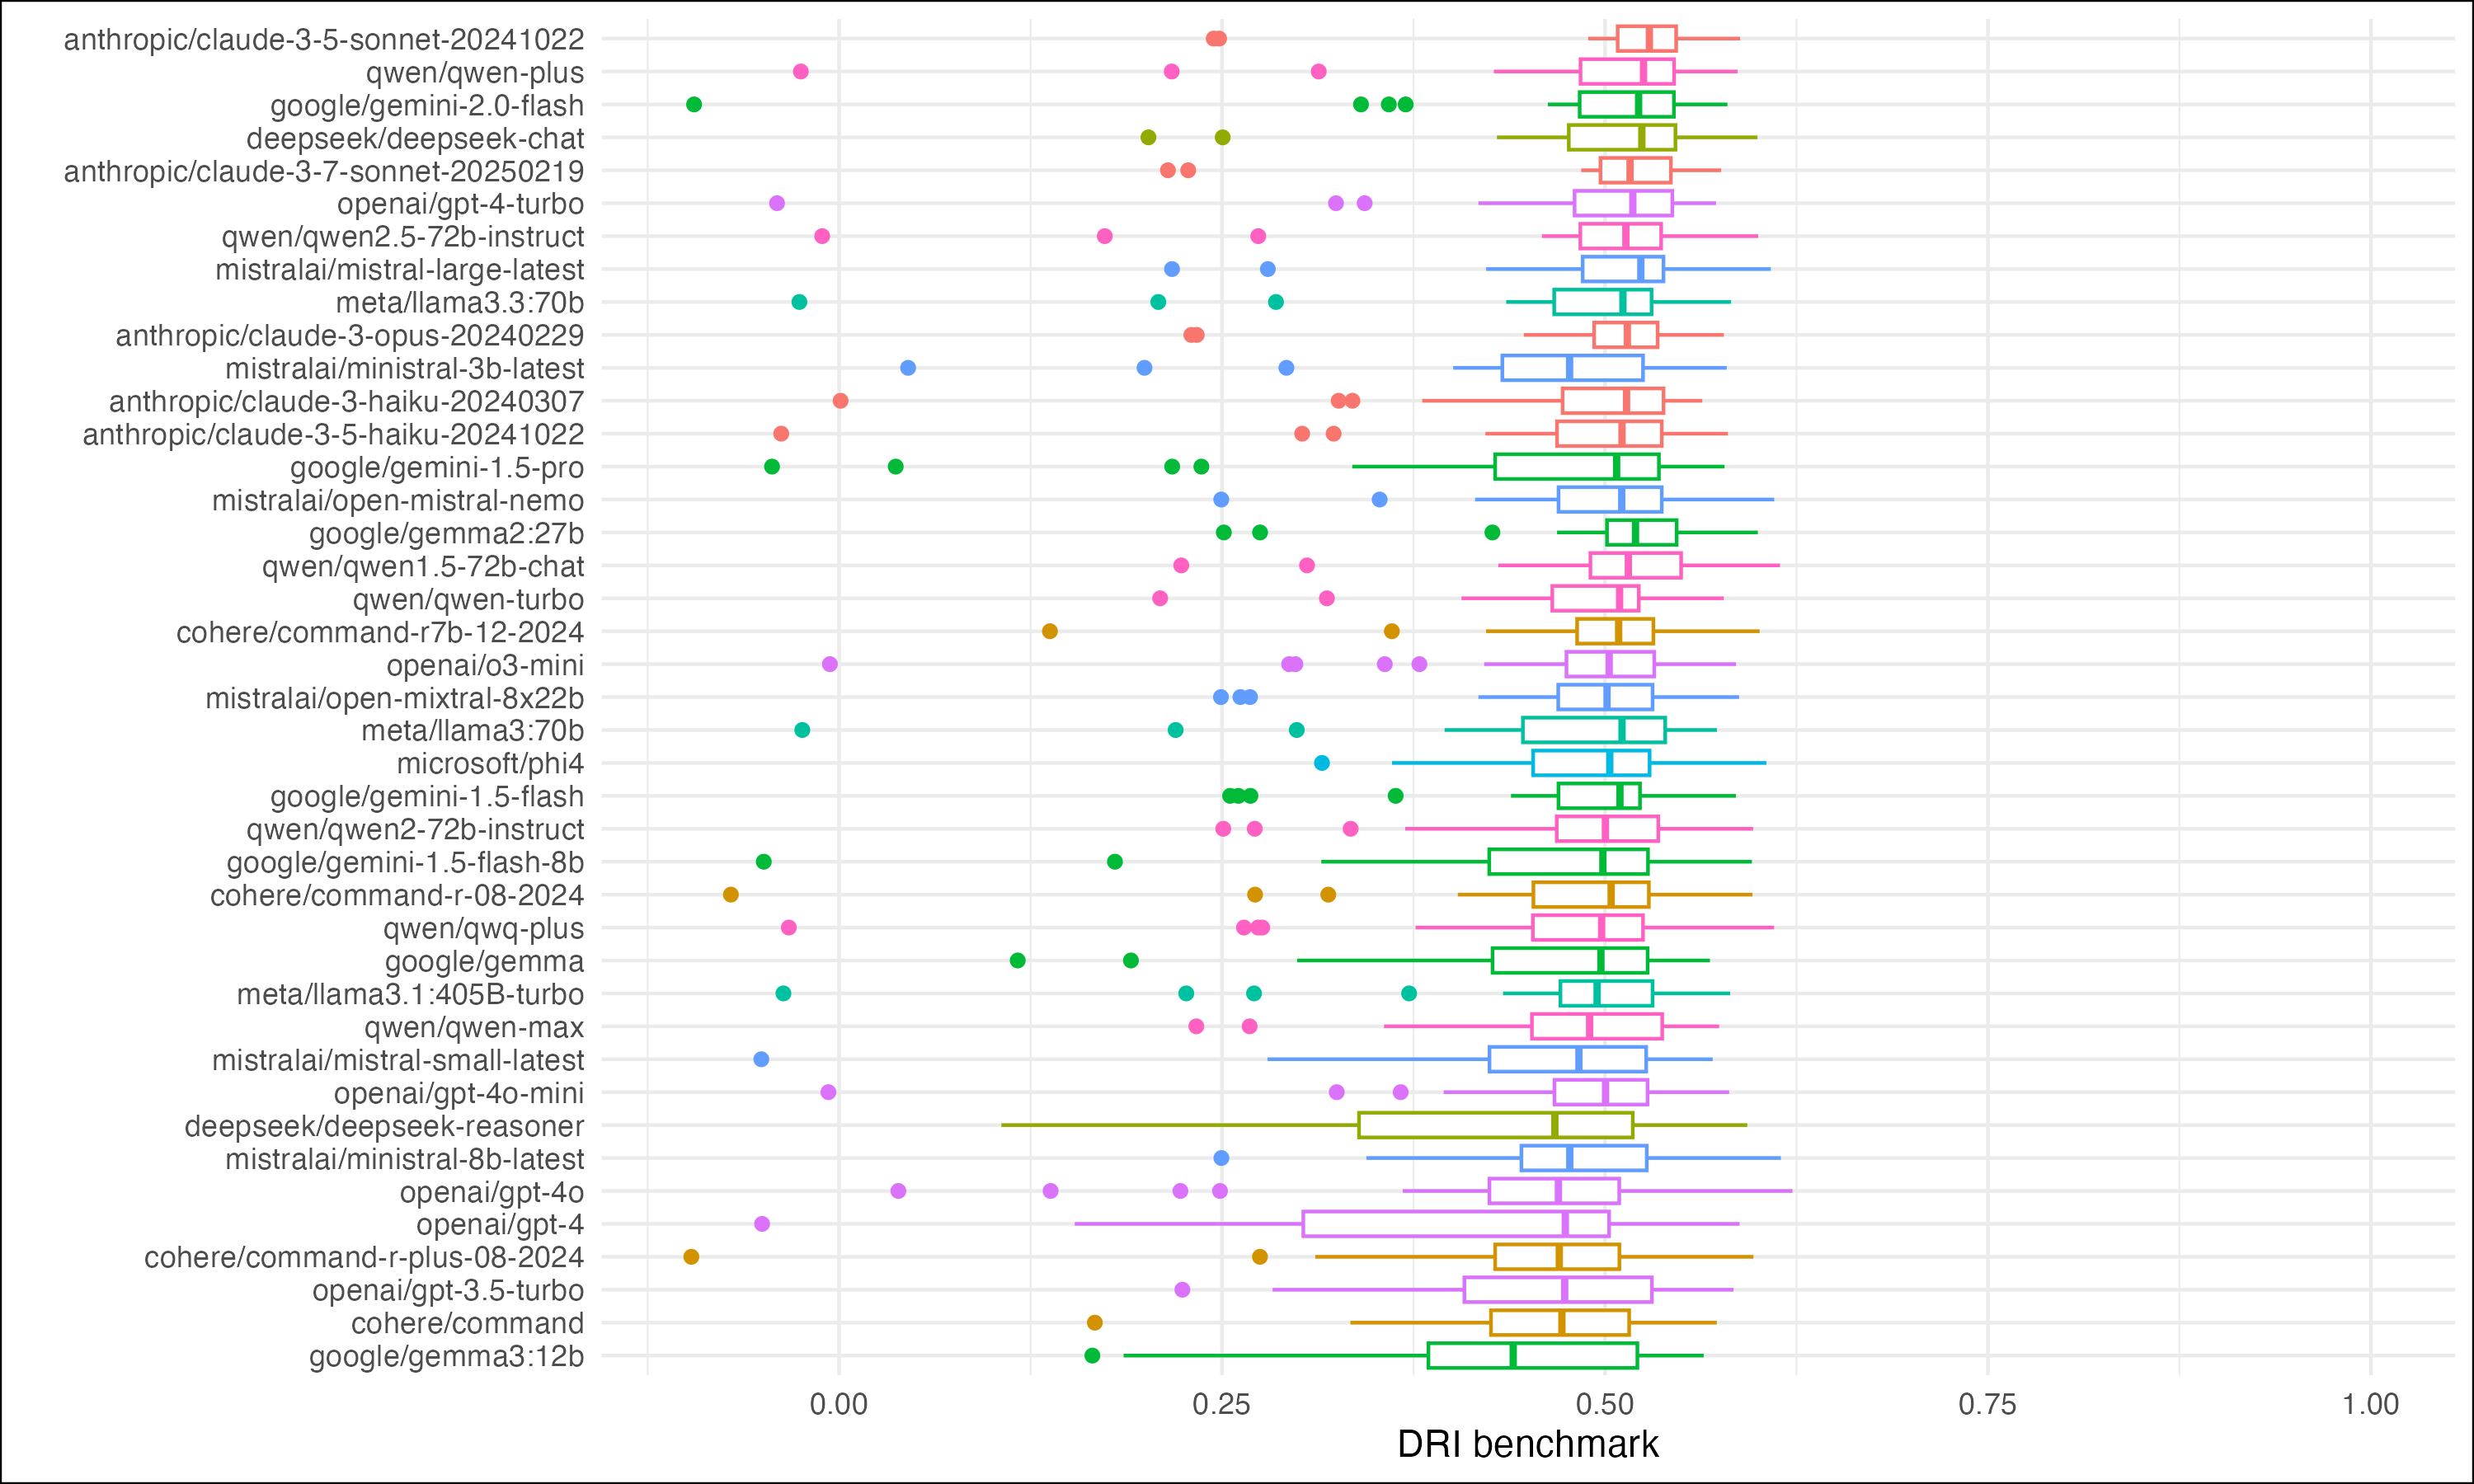 anthropic/claude-3-5-sonnet-20241022
qwen/qwen-plus
google/gemini-2.0-flash
deepseek/deepseek-chat
anthropic/claude-3-7-sonnet-20250219
openai/gpt-4-turbo
qwen/qwen2.5-72b-instruct
mistralai/mistral-large-latest
meta/llama3.3:70b
anthropic/claude-3-opus-20240229
mistralai/ministral-3b-latest
anthropic/claude-3-haiku-20240307
anthropic/claude-3-5-haiku-20241022
google/gemini-1.5-pro
mistralai/open-mistral-nemo
google/gemma2:27b
qwen/qwen1.5-72b-chat
qwen/qwen-turbo
cohere/command-r7b-12-2024
openai/o3-mini
mistralai/open-mixtral-8x22b
meta/llama3:70b
microsoft/phi4
google/gemini-1.5-flash
qwen/qwen2-72b-instruct
google/gemini-1.5-flash-8b
cohere/command-r-08-2024
qwen/qwq-plus
google/gemma
meta/llama3.1:405B-turbo
qwen/qwen-max
mistralai/mistral-small-latest
openai/gpt-4o-mini
deepseek/deepseek-reasoner
mistralai/ministral-8b-latest
openai/gpt-4o
openai/gpt-4
cohere/command-r-plus-08-2024
openai/gpt-3.5-turbo
cohere/command
google/gemma3:12b
0.00 0.25 0.50 0.75 1.00
DRI benchmark